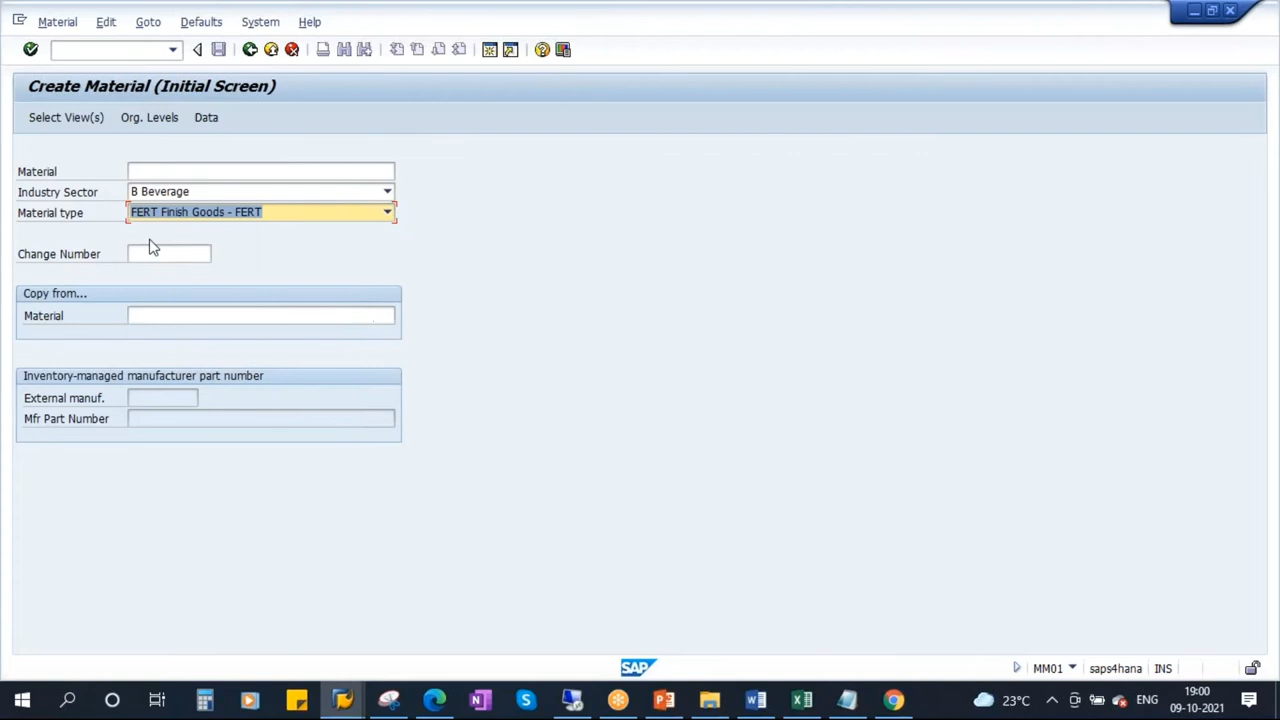 Material Edit Goto Defaults System Help
Create Material (Initial Screen)
Select View(s) Org. Levels Data
Material
Industry Sector B Beverage
Material type FERT Finish Goods - FERT
Change Number
Copy from...
Material
Inventory-managed manufacturer part number
External manuf.
Mfr Part Number
SAP MM01 saps4hana INS
23°C ENG 19:00
09-10-2021